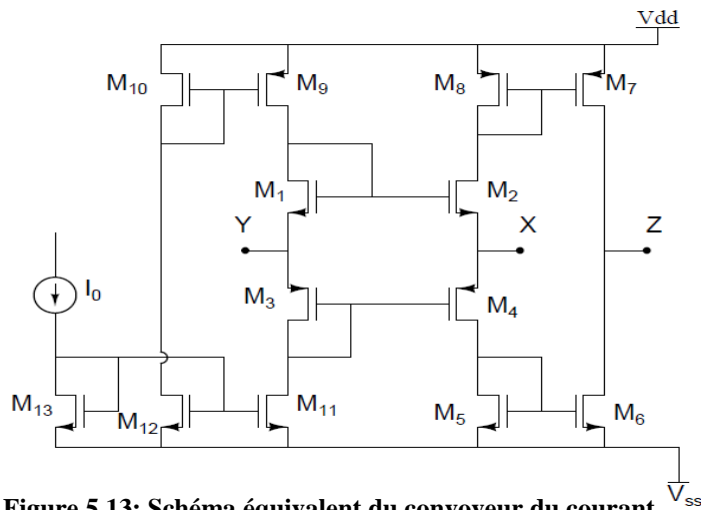 Vdd
M10
M9
M8
M7
M1
M2
Y
X
Z
I0
M3
M4
M13
M12
M11
M5
M6
Vss
Figure 5.13: Schéma équivalent du convoyeur du courant